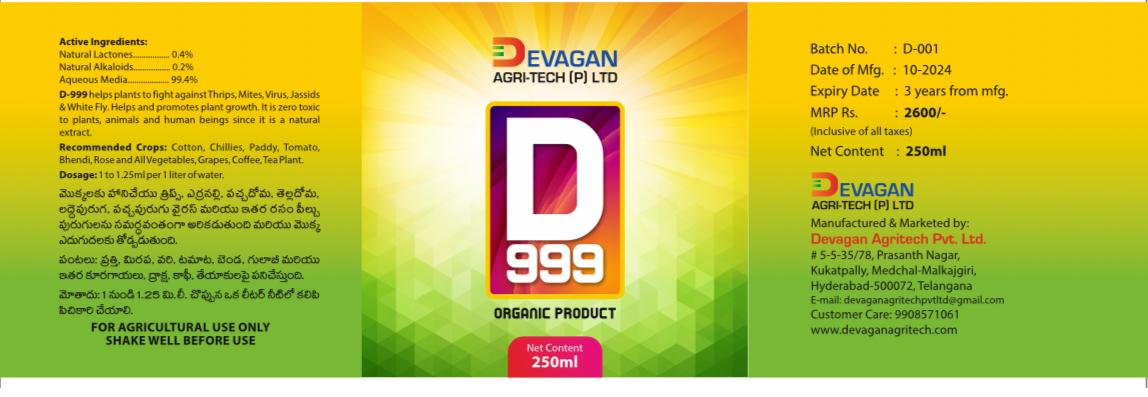 Active Ingredients:
Natural Lactones................. 0.4%
Natural Alkaloids................. 0.2%
Aqueous Media................... 99.4%
D-999 helps plants to fight against Thrips, Mites, Virus, Jassids
& White Fly. Helps and promotes plant growth. It is zero toxic
to plants, animals and human beings since it is a natural
extract.
Recommended Crops: Cotton, Chillies, Paddy, Tomato,
Bhendi, Rose and All Vegetables, Grapes, Coffee, Tea Plant.
Dosage: 1 to 1.25ml per 1 liter of water.
మొక్కలకు హానిచేయు త్రిప్స్, ఎర్రనల్లి, పచ్చదోమ, తెల్లదోమ,
లద్దెపురుగ, పచ్చపురుగు వైరస్ మరియు ఇతర రసం పీల్చు
పురుగులను సమర్ధవంతంగా అరికడుతుంది మరియు మొక్క
ఎదుగుదలకు తోడ్పడుతుంది.
పంటలు: ప్రత్తి, మిరప, వరి, టమాట, బెండ, గులాబీ మరియు
ఇతర కూరగాయలు, ద్రాక్ష, కాఫీ, తేయాకులపై పనిచేస్తుంది.
మోతాదు: 1 నుండి 1.25 మి.లీ. చొప్పున ఒక లీటర్ నీటిలో కలిపి
పిచికారి చేయాలి.
FOR AGRICULTURAL USE ONLY
SHAKE WELL BEFORE USE
DEVAGAN
AGRI-TECH (P) LTD
D
999
ORGANIC PRODUCT
Net Content
250ml
Batch No. : D-001
Date of Mfg. : 10-2024
Expiry Date : 3 years from mfg.
MRP Rs. : 2600/-
(Inclusive of all taxes)
Net Content : 250ml
DEVAGAN
AGRI-TECH (P) LTD
Manufactured & Marketed by:
Devagan Agritech Pvt. Ltd.
# 5-5-35/78, Prasanth Nagar,
Kukatpally, Medchal-Malkajgiri,
Hyderabad-500072, Telangana
E-mail: devaganagritechpvtltd@gmail.com
Customer Care: 9908571061
www.devaganagritech.com